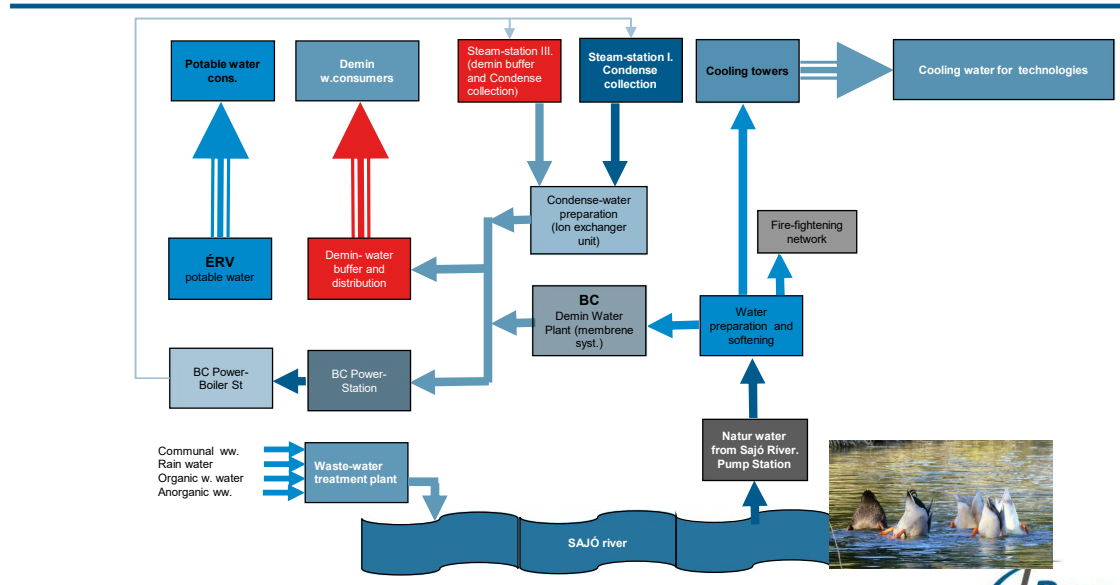 Potable water
cons.
Demin
w.consumers
Steam-station III.
(demin buffer
and Condense
collection)
Steam-station I.
Condense
collection
Cooling towers
Cooling water for technologies
Condense-water
preparation
(Ion exchanger
unit)
Fire-fightening
network
ÉRV
potable water
Demin- water
buffer and
distribution
BC
Demin Water
Plant (membrene
syst.)
Water
preparation and
softening
BC Power-
Boiler St
BC Power-
Station
Natur water
from Sajó River.
Pump Station
Communal ww.
Rain water
Organic w. water
Anorganic ww.
Waste-water
treatment plant
SAJÓ river